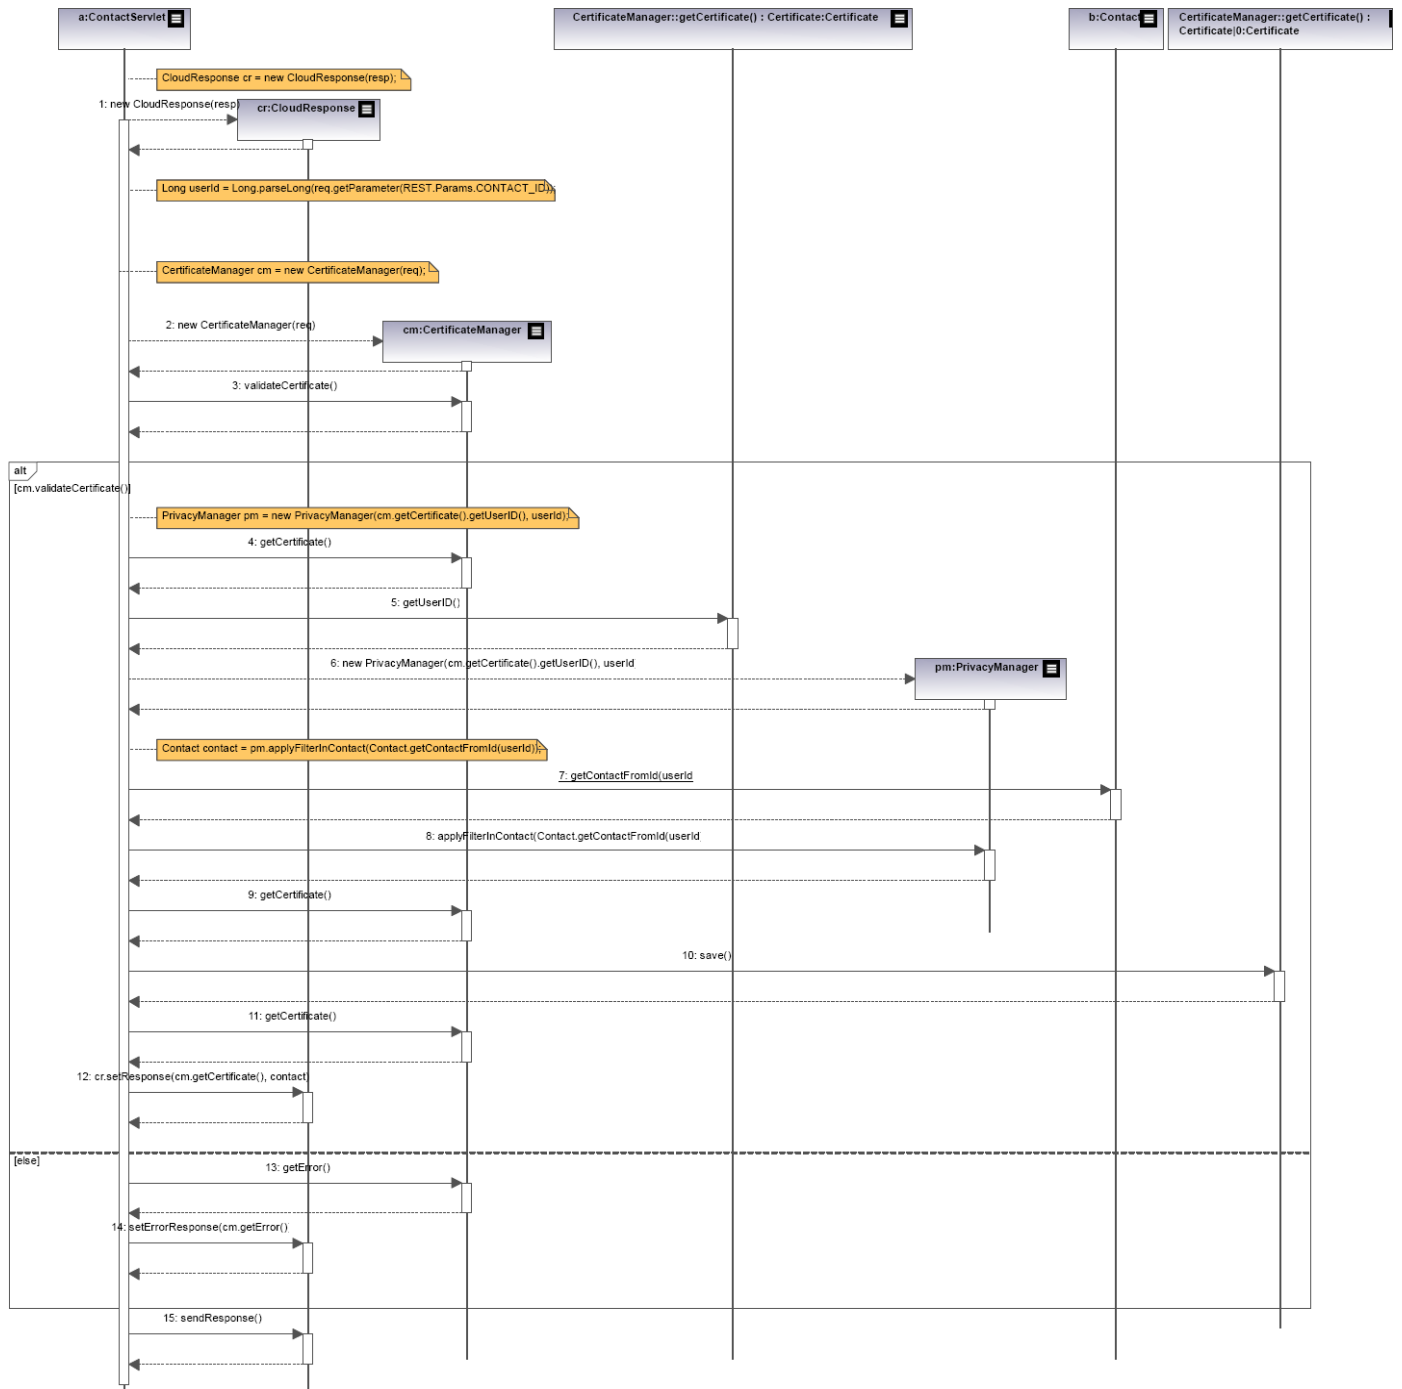 a:ContactServlet
CertificateManager::getCertificate() : Certificate:Certificate
b:Contact
CertificateManager::getCertificate() :
Certificate|0:Certificate
CloudResponse cr = new CloudResponse(resp);
1: new CloudResponse(resp)
cr:CloudResponse
Long userId = Long.parseLong(req.getParameter(REST.Params.CONTACT_ID));
CertificateManager cm = new CertificateManager(req);
2: new CertificateManager(req)
cm:CertificateManager
3: validateCertificate()
alt
[cm.validateCertificate()]
PrivacyManager pm = new PrivacyManager(cm.getCertificate().getUserID(), userId);
4: getCertificate()
5: getUserID()
6: new PrivacyManager(cm.getCertificate().getUserID(), userId
pm:PrivacyManager
Contact contact = pm.applyFilterInContact(Contact.getContactFromId(userId));
7: getContactFromId(userId
8: applyFilterInContact(Contact.getContactFromId(userId
9: getCertificate()
10: save()
11: getCertificate()
12: cr.setResponse(cm.getCertificate(), contact)
[else]
13: getError()
14: setErrorResponse(cm.getError()
15: sendResponse()